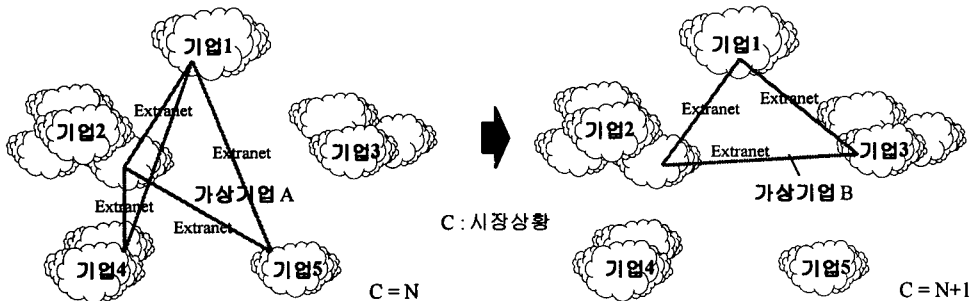 기업1
Extranet
기업2
기업3
Extranet
가상기업 A
Extranet
Extranet
기업4
기업5
C = N
C : 시장상황
기업1
Extranet
Extranet
기업2
기업3
Extranet
가상기업 B
기업4
기업5
C = N+1